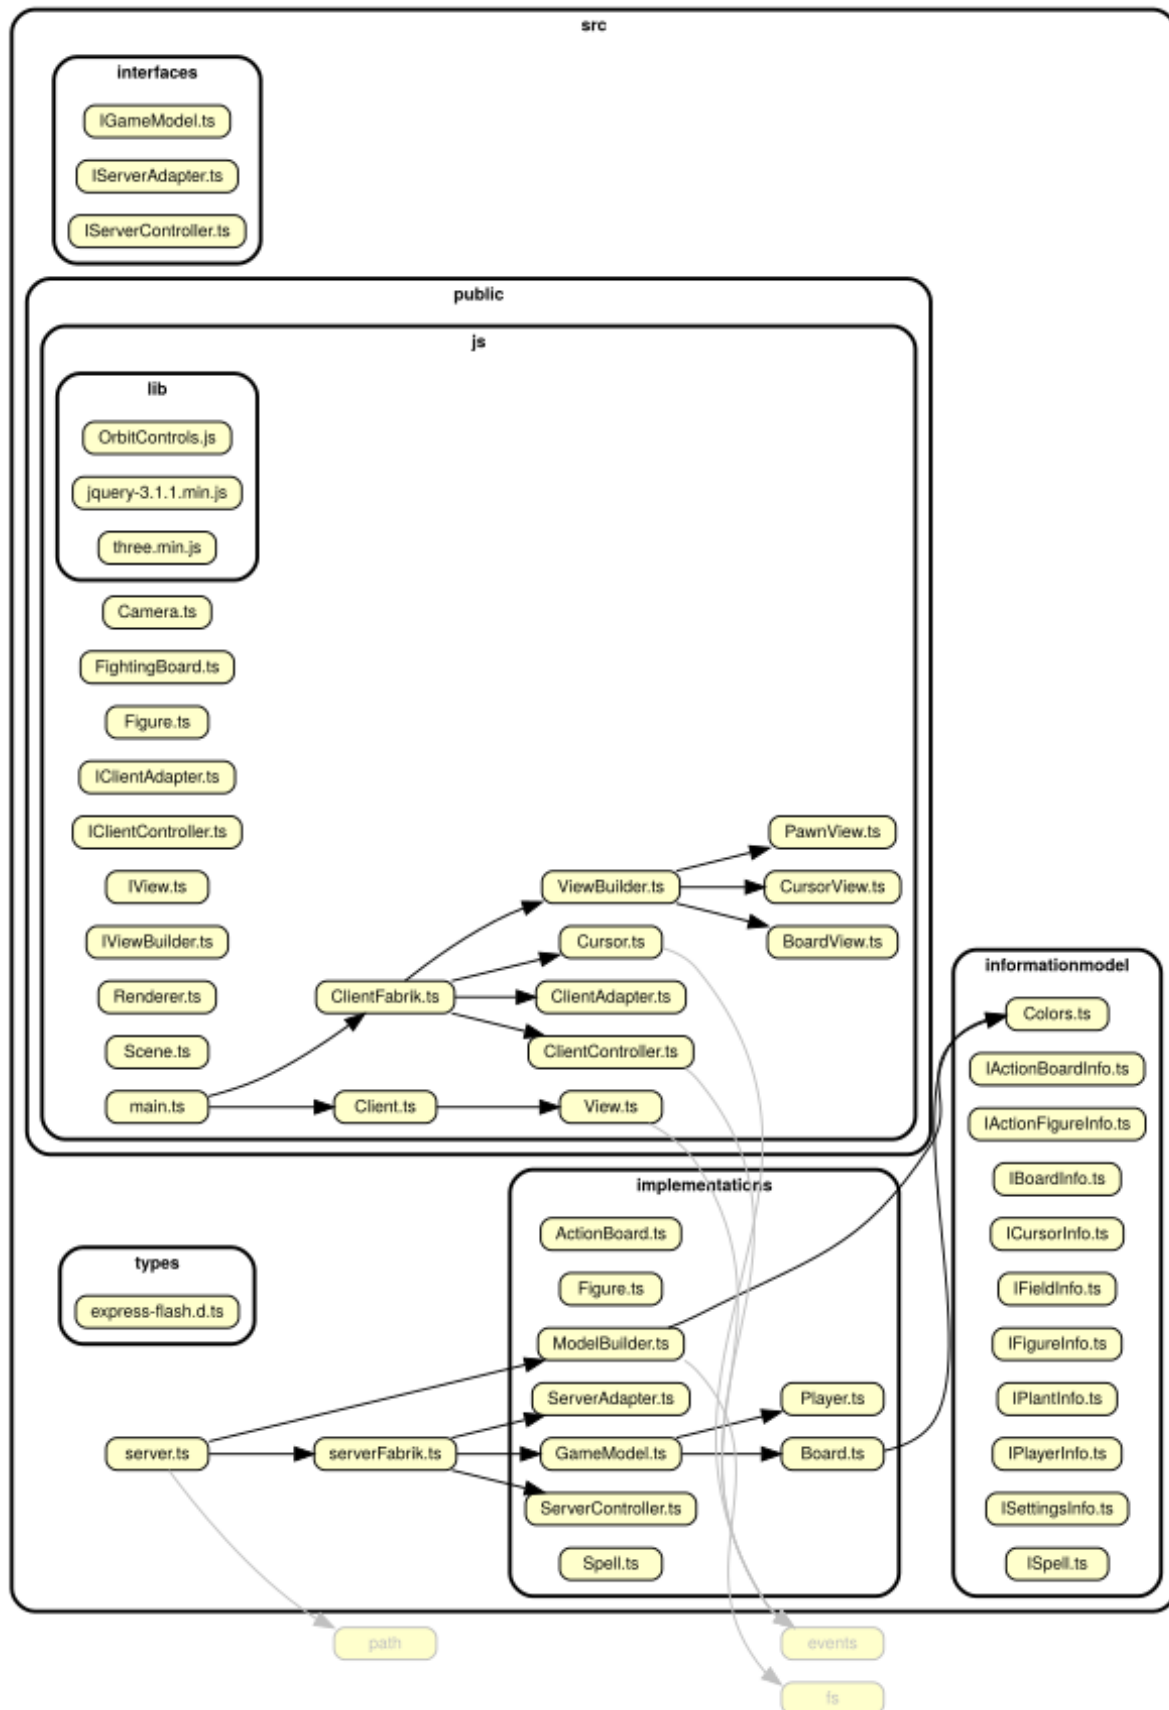 src
interfaces
IGameModel.ts
IServerAdapter.ts
IServerController.ts
public
js
lib
OrbitControls.js
jquery-3.1.1.min.js
three.min.js
Camera.ts
FightingBoard.ts
Figure.ts
IClientAdapter.ts
IClientController.ts
PawnView.ts
IView.ts
ViewBuilder.ts
CursorView.ts
IViewBuilder.ts
Cursor.ts
BoardView.ts
informationmodel
Renderer.ts
ClientFabrik.ts
ClientAdapter.ts
Colors.ts
Scene.ts
ClientController.ts
IActionBoardInfo.ts
main.ts
Client.ts
View.ts
IActionFigureInfo.ts
implementations
IBoardInfo.ts
ActionBoard.ts
ICursorInfo.ts
types
express-flash.d.ts
Figure.ts
IFieldInfo.ts
ModelBuilder.ts
IFigureInfo.ts
ServerAdapter.ts
Player.ts
IPlantInfo.ts
server.ts
serverFabrik.ts
GameModel.ts
Board.ts
IPlayerInfo.ts
ServerController.ts
ISettingsInfo.ts
Spell.ts
ISpell.ts
path
events
fs